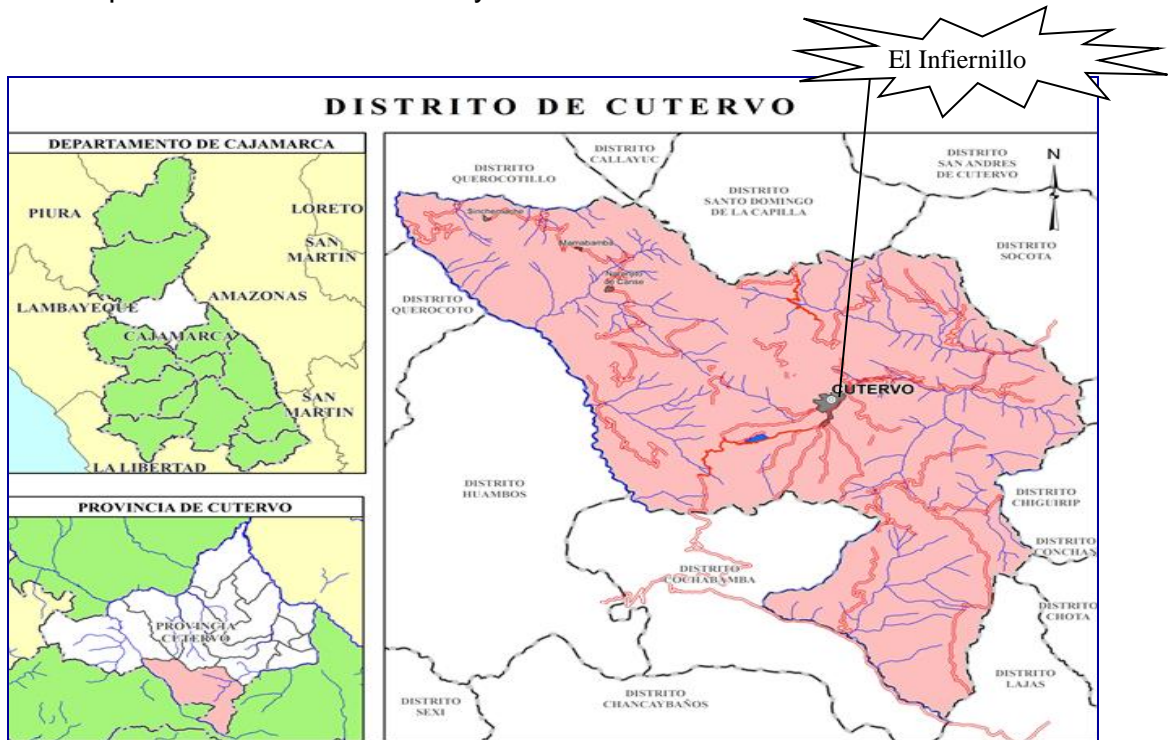 El Infiernillo
DISTRITO DE CUTERVO
DEPARTAMENTO DE CAJAMARCA
PIURA
LORETO
SAN
MARTIN
LAMBAYEQUE
AMAZONAS
CAJAMARCA
SAN
MARTIN
LA LIBERTAD
PROVINCIA DE CUTERVO
PROVINCIA
CUTERVO
DISTRITO
QUEROCOTILLO
DISTRITO
CALLAYUC
DISTRITO
SANTO DOMINGO
DE LA CAPILLA
DISTRITO
SAN ANDRES
DE CUTERVO
N
DISTRITO
SOCOTA
Mamabamba
de Canse
DISTRITO
QUEROCOTO
CUTERVO
DISTRITO
HUAMBOS
DISTRITO
CHIGUIRIP
DISTRITO
CONCHAN
DISTRITO
COCHABAMBA
DISTRITO
CHOTA
DISTRITO
LAJAS
DISTRITO
SEXI
DISTRITO
CHANCAYBAÑOS